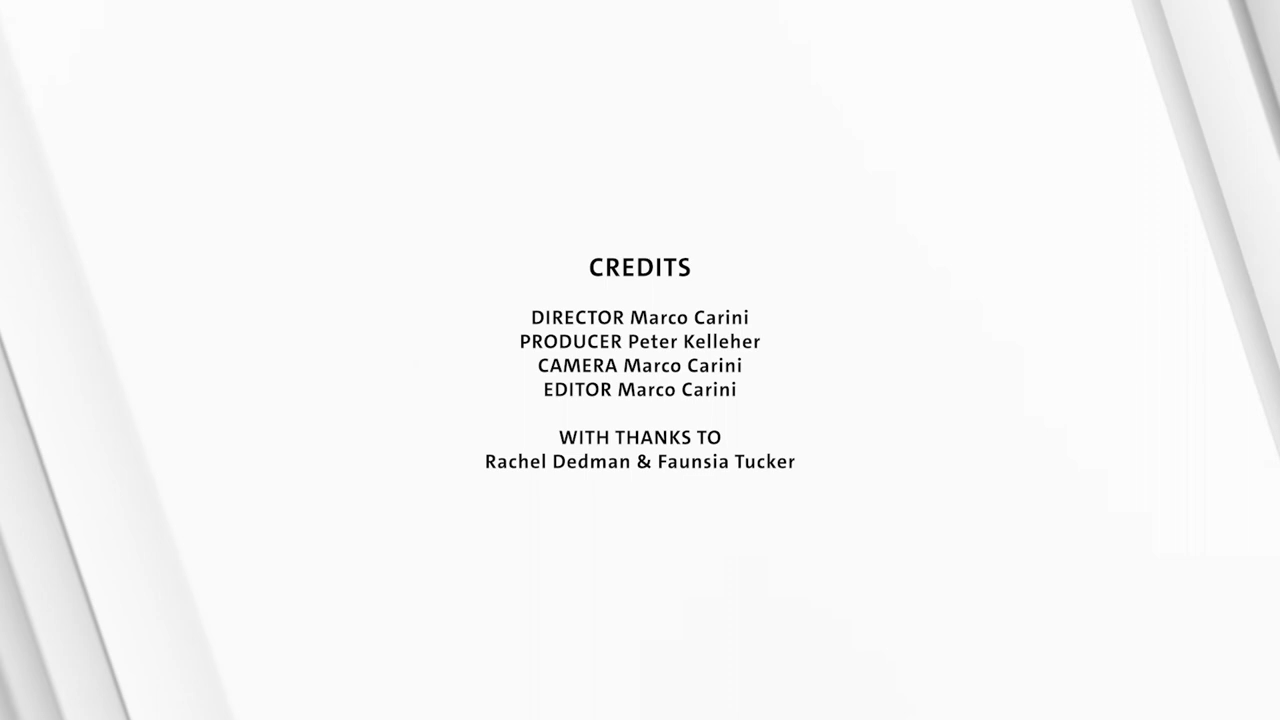 CREDITS
DIRECTOR Marco Carini
PRODUCER Peter Kelleher
CAMERA Marco Carini
EDITOR Marco Carini
WITH THANKS TO
Rachel Dedman & Faunsia Tucker